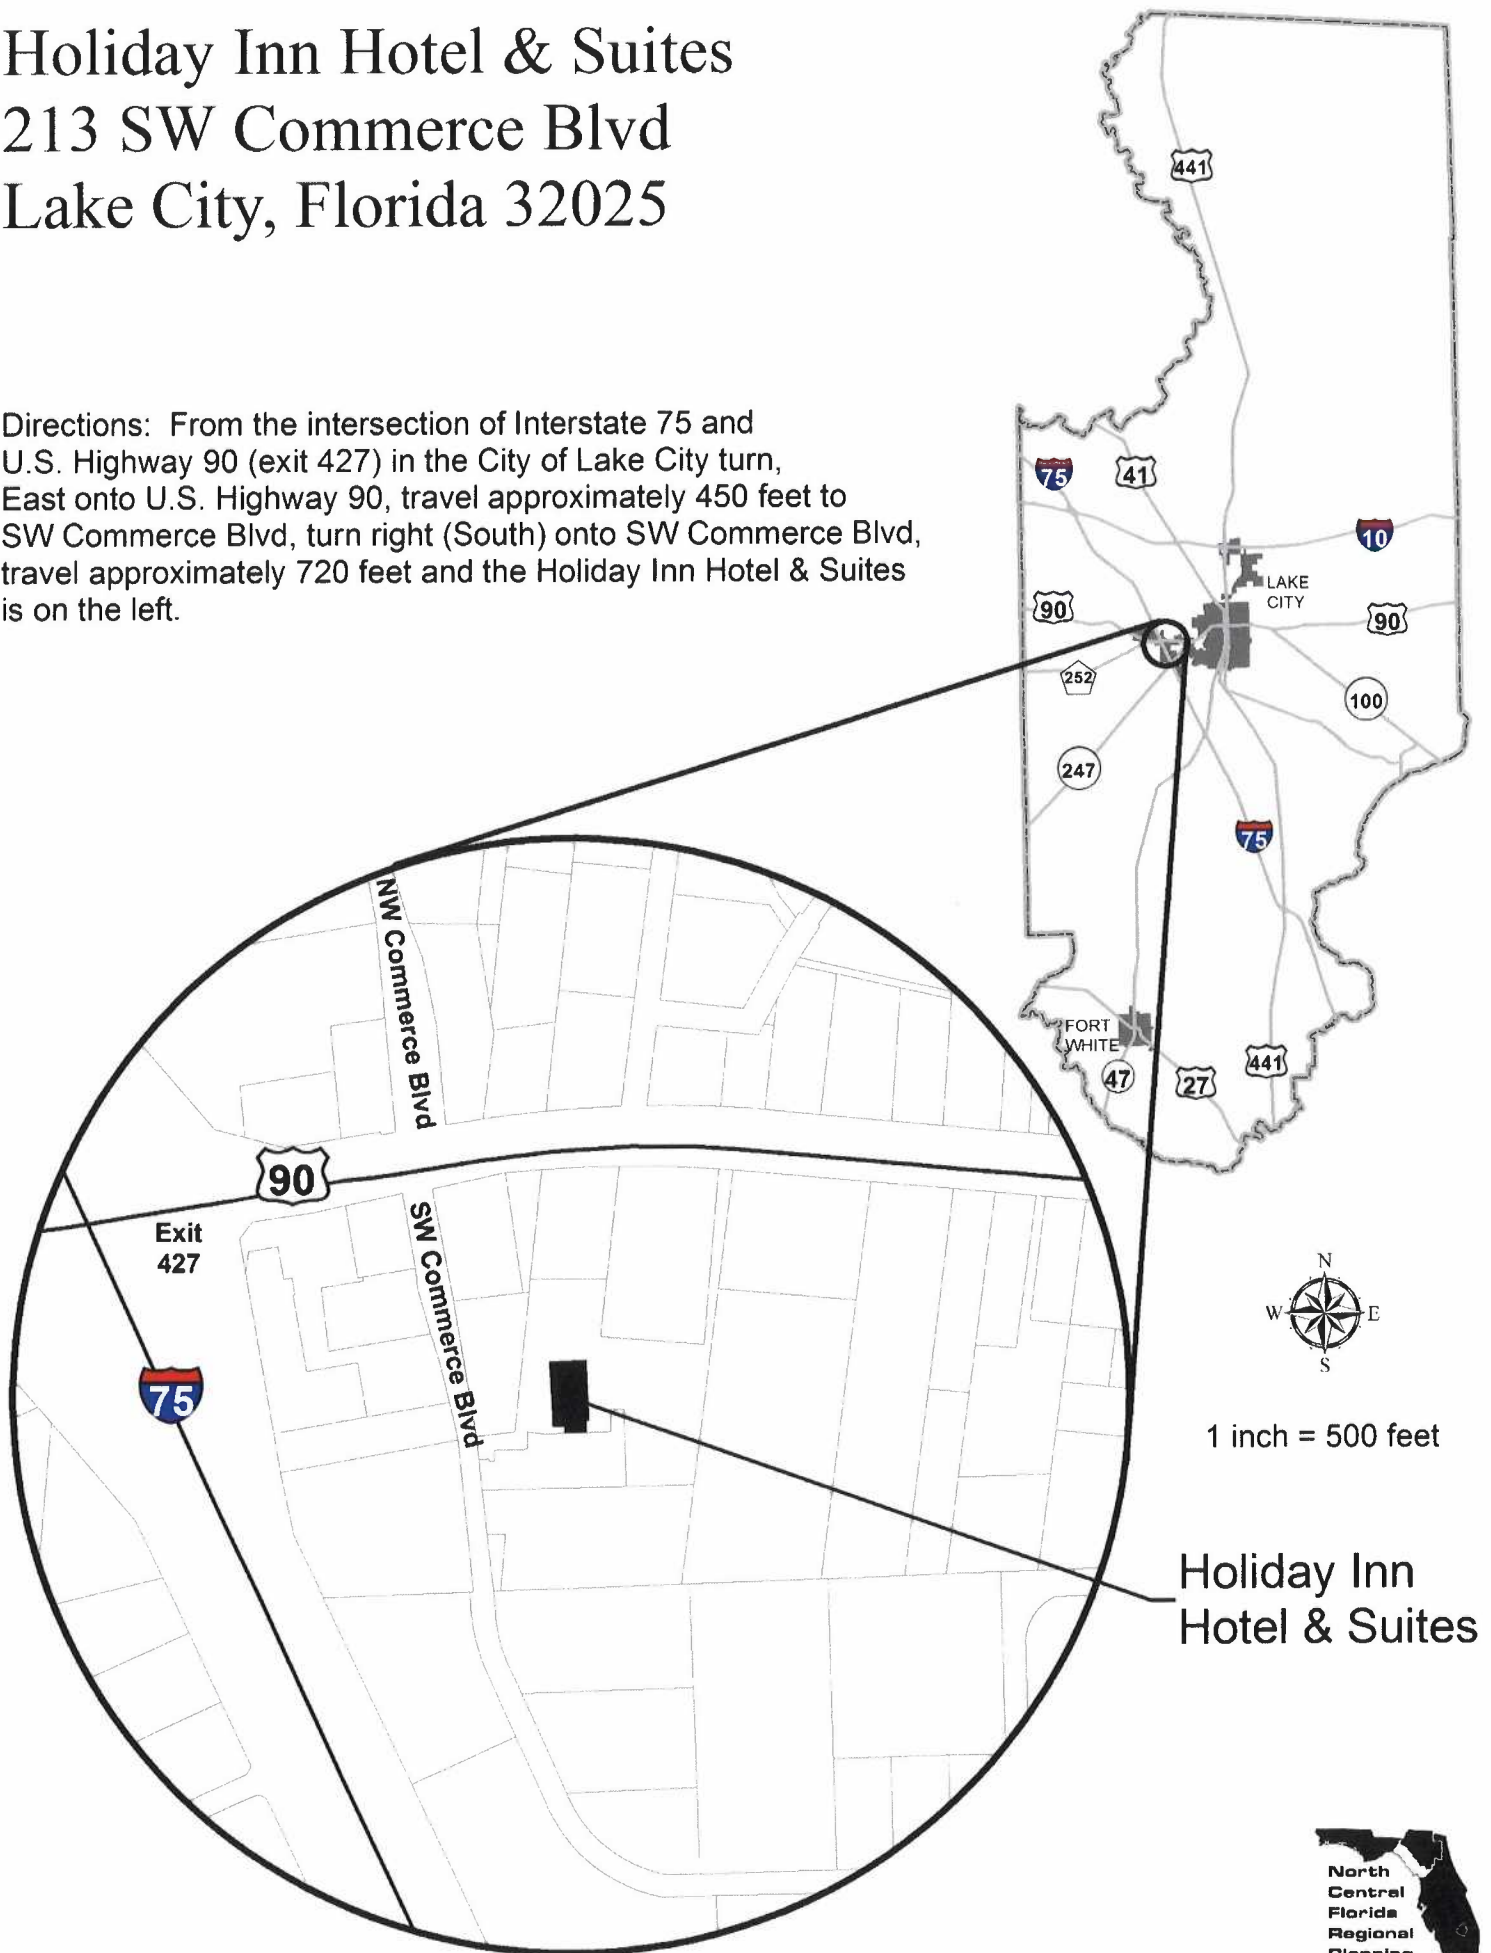 Holiday Inn Hotel & Suites
213 SW Commerce Blvd
Lake City, Florida 32025
Directions: From the intersection of Interstate 75 and
U.S. Highway 90 (exit 427) in the City of Lake City turn,
East onto U.S. Highway 90, travel approximately 450 feet to
SW Commerce Blvd, turn right (South) onto SW Commerce Blvd,
travel approximately 720 feet and the Holiday Inn Hotel & Suites
is on the left.
441
75
41
10
LAKE
CITY
90
90
252
100
247
75
FORT
WHITE
47
27
441
NW Commerce Blvd
90
Exit
427
SW Commerce Blvd
75
N
W
E
S
1 inch = 500 feet
Holiday Inn
Hotel & Suites
North
Central
Florida
Regional
Planning